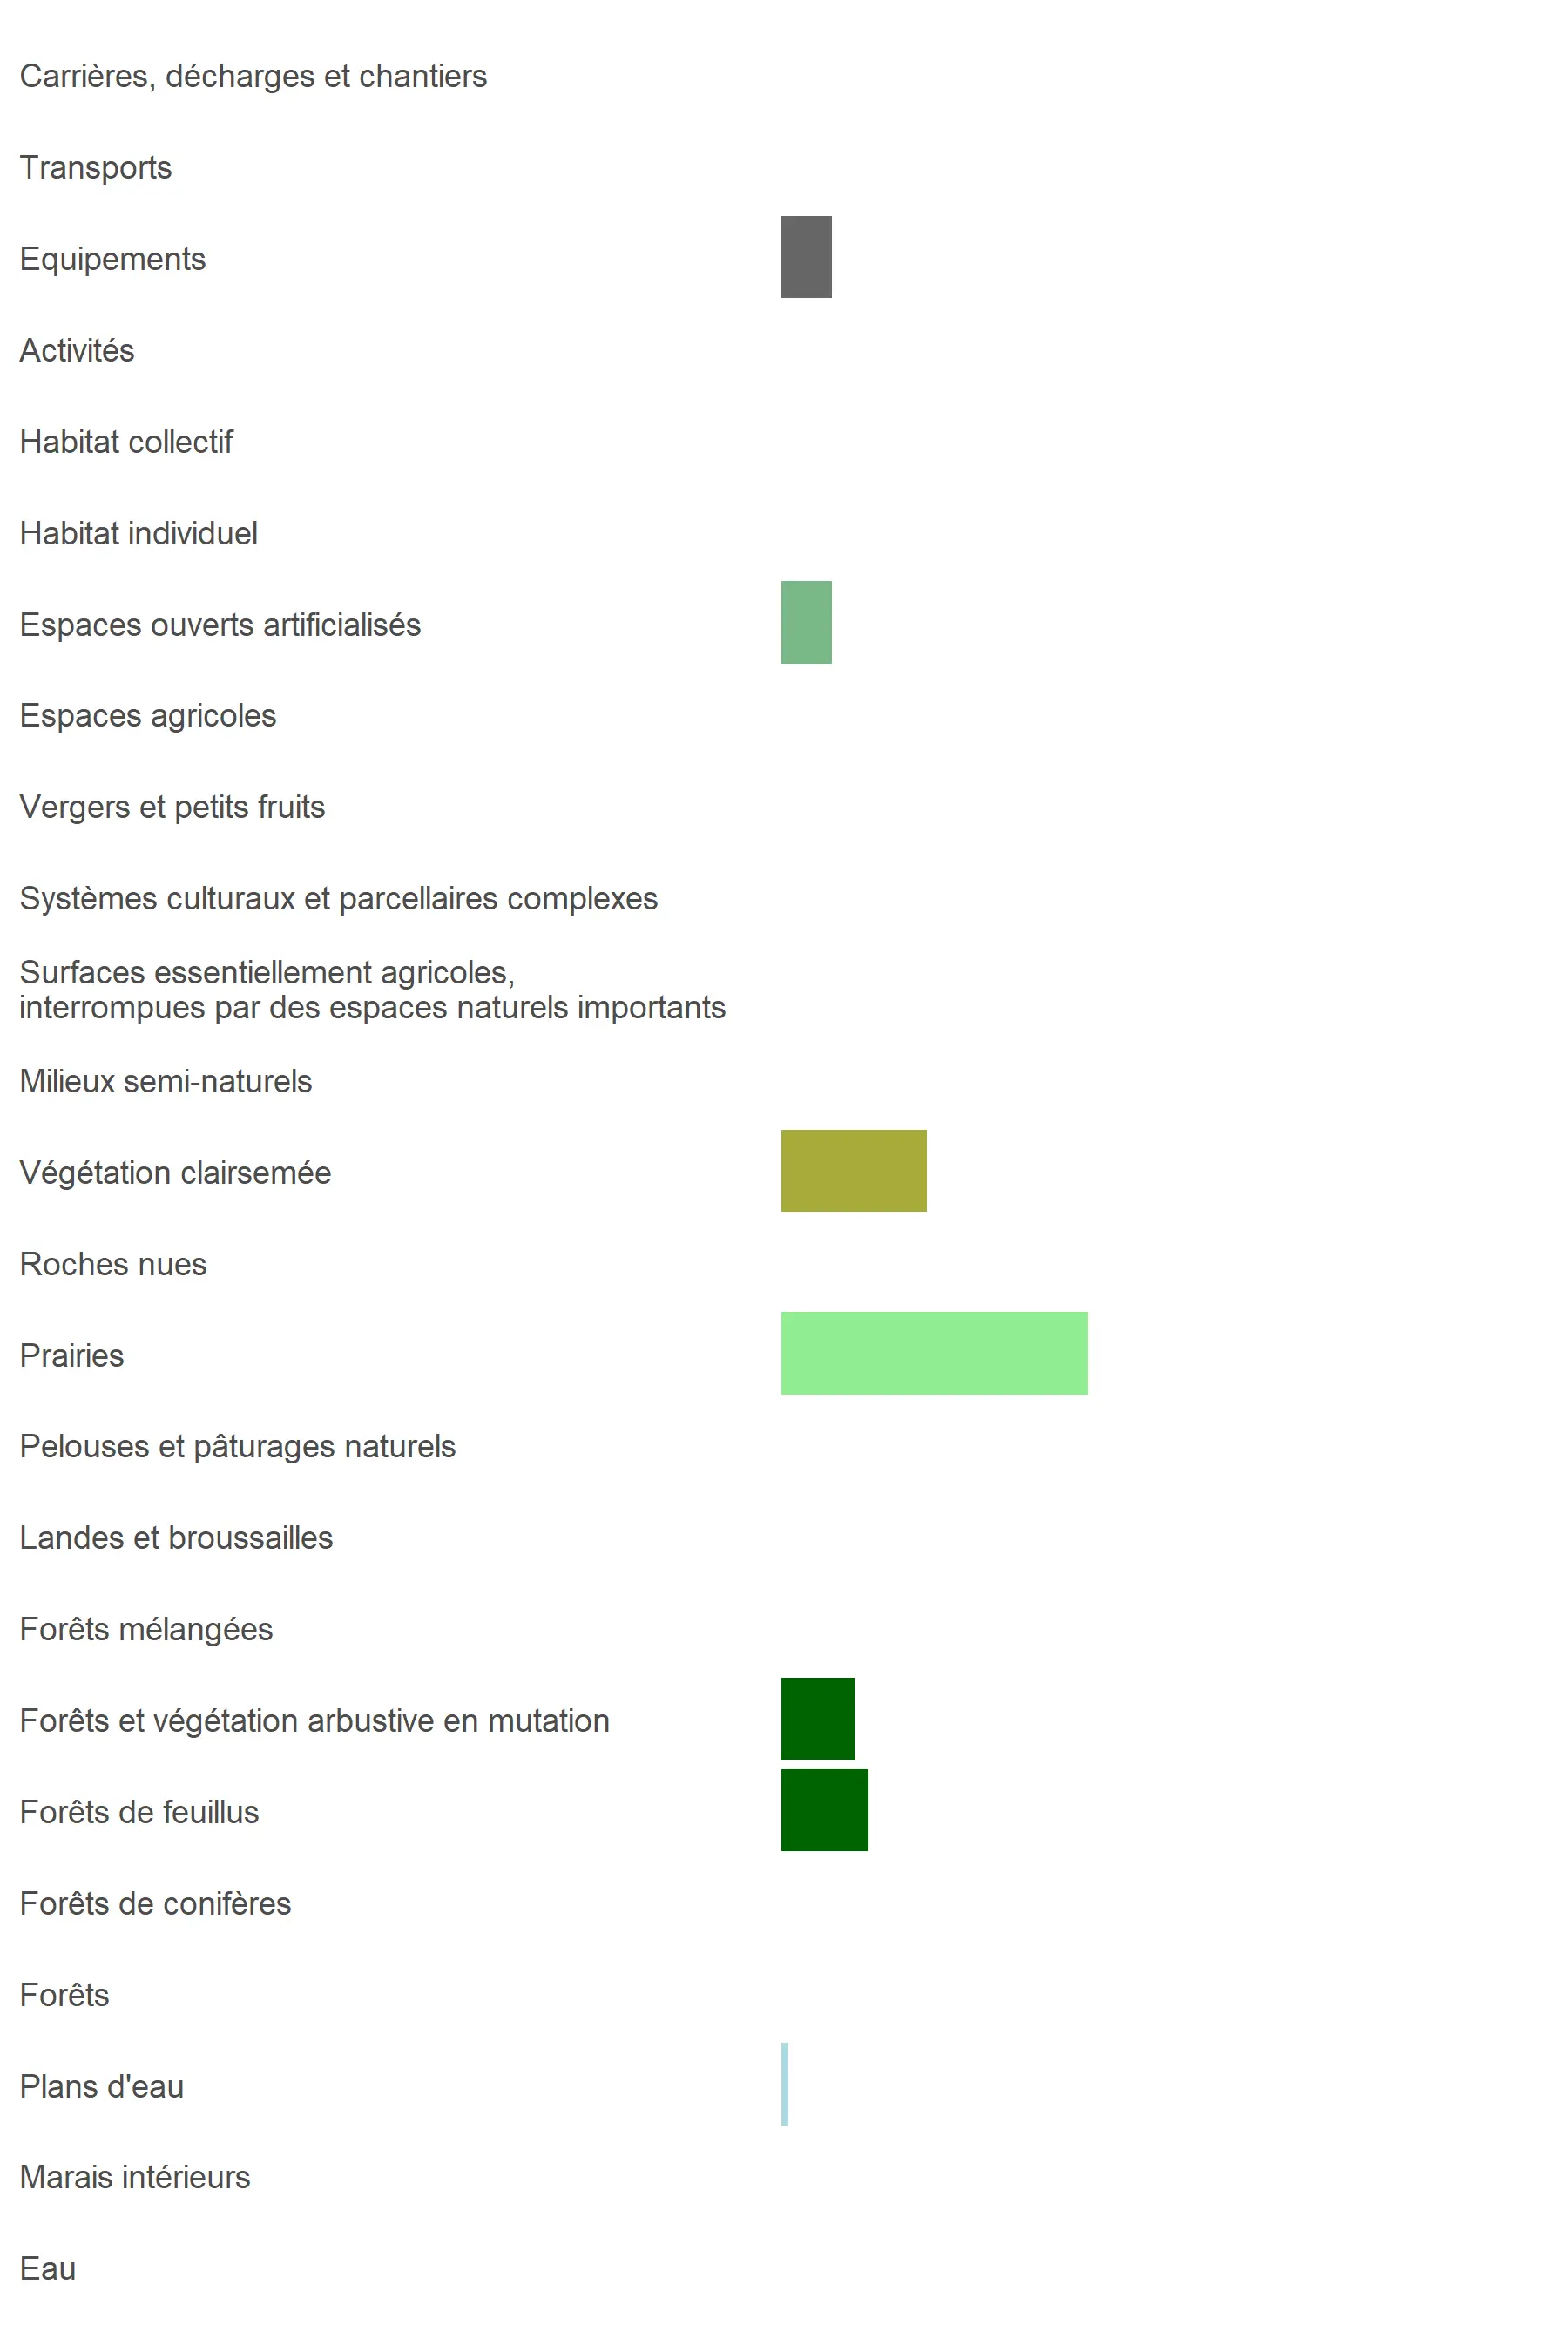 Carrières, décharges et chantiers
Transports
Equipements
Activités
Habitat collectif
Habitat individuel
Espaces ouverts artificialisés
Espaces agricoles
Vergers et petits fruits
Systèmes culturaux et parcellaires complexes
Surfaces essentiellement agricoles,
interrompues par des espaces naturels importants
Milieux semi-naturels
Végétation clairsemée
Roches nues
Prairies
Pelouses et pâturages naturels
Landes et broussailles
Forêts mélangées
Forêts et végétation arbustive en mutation
Forêts de feuillus
Forêts de conifères
Forêts
Plans d'eau
Marais intérieurs
Eau